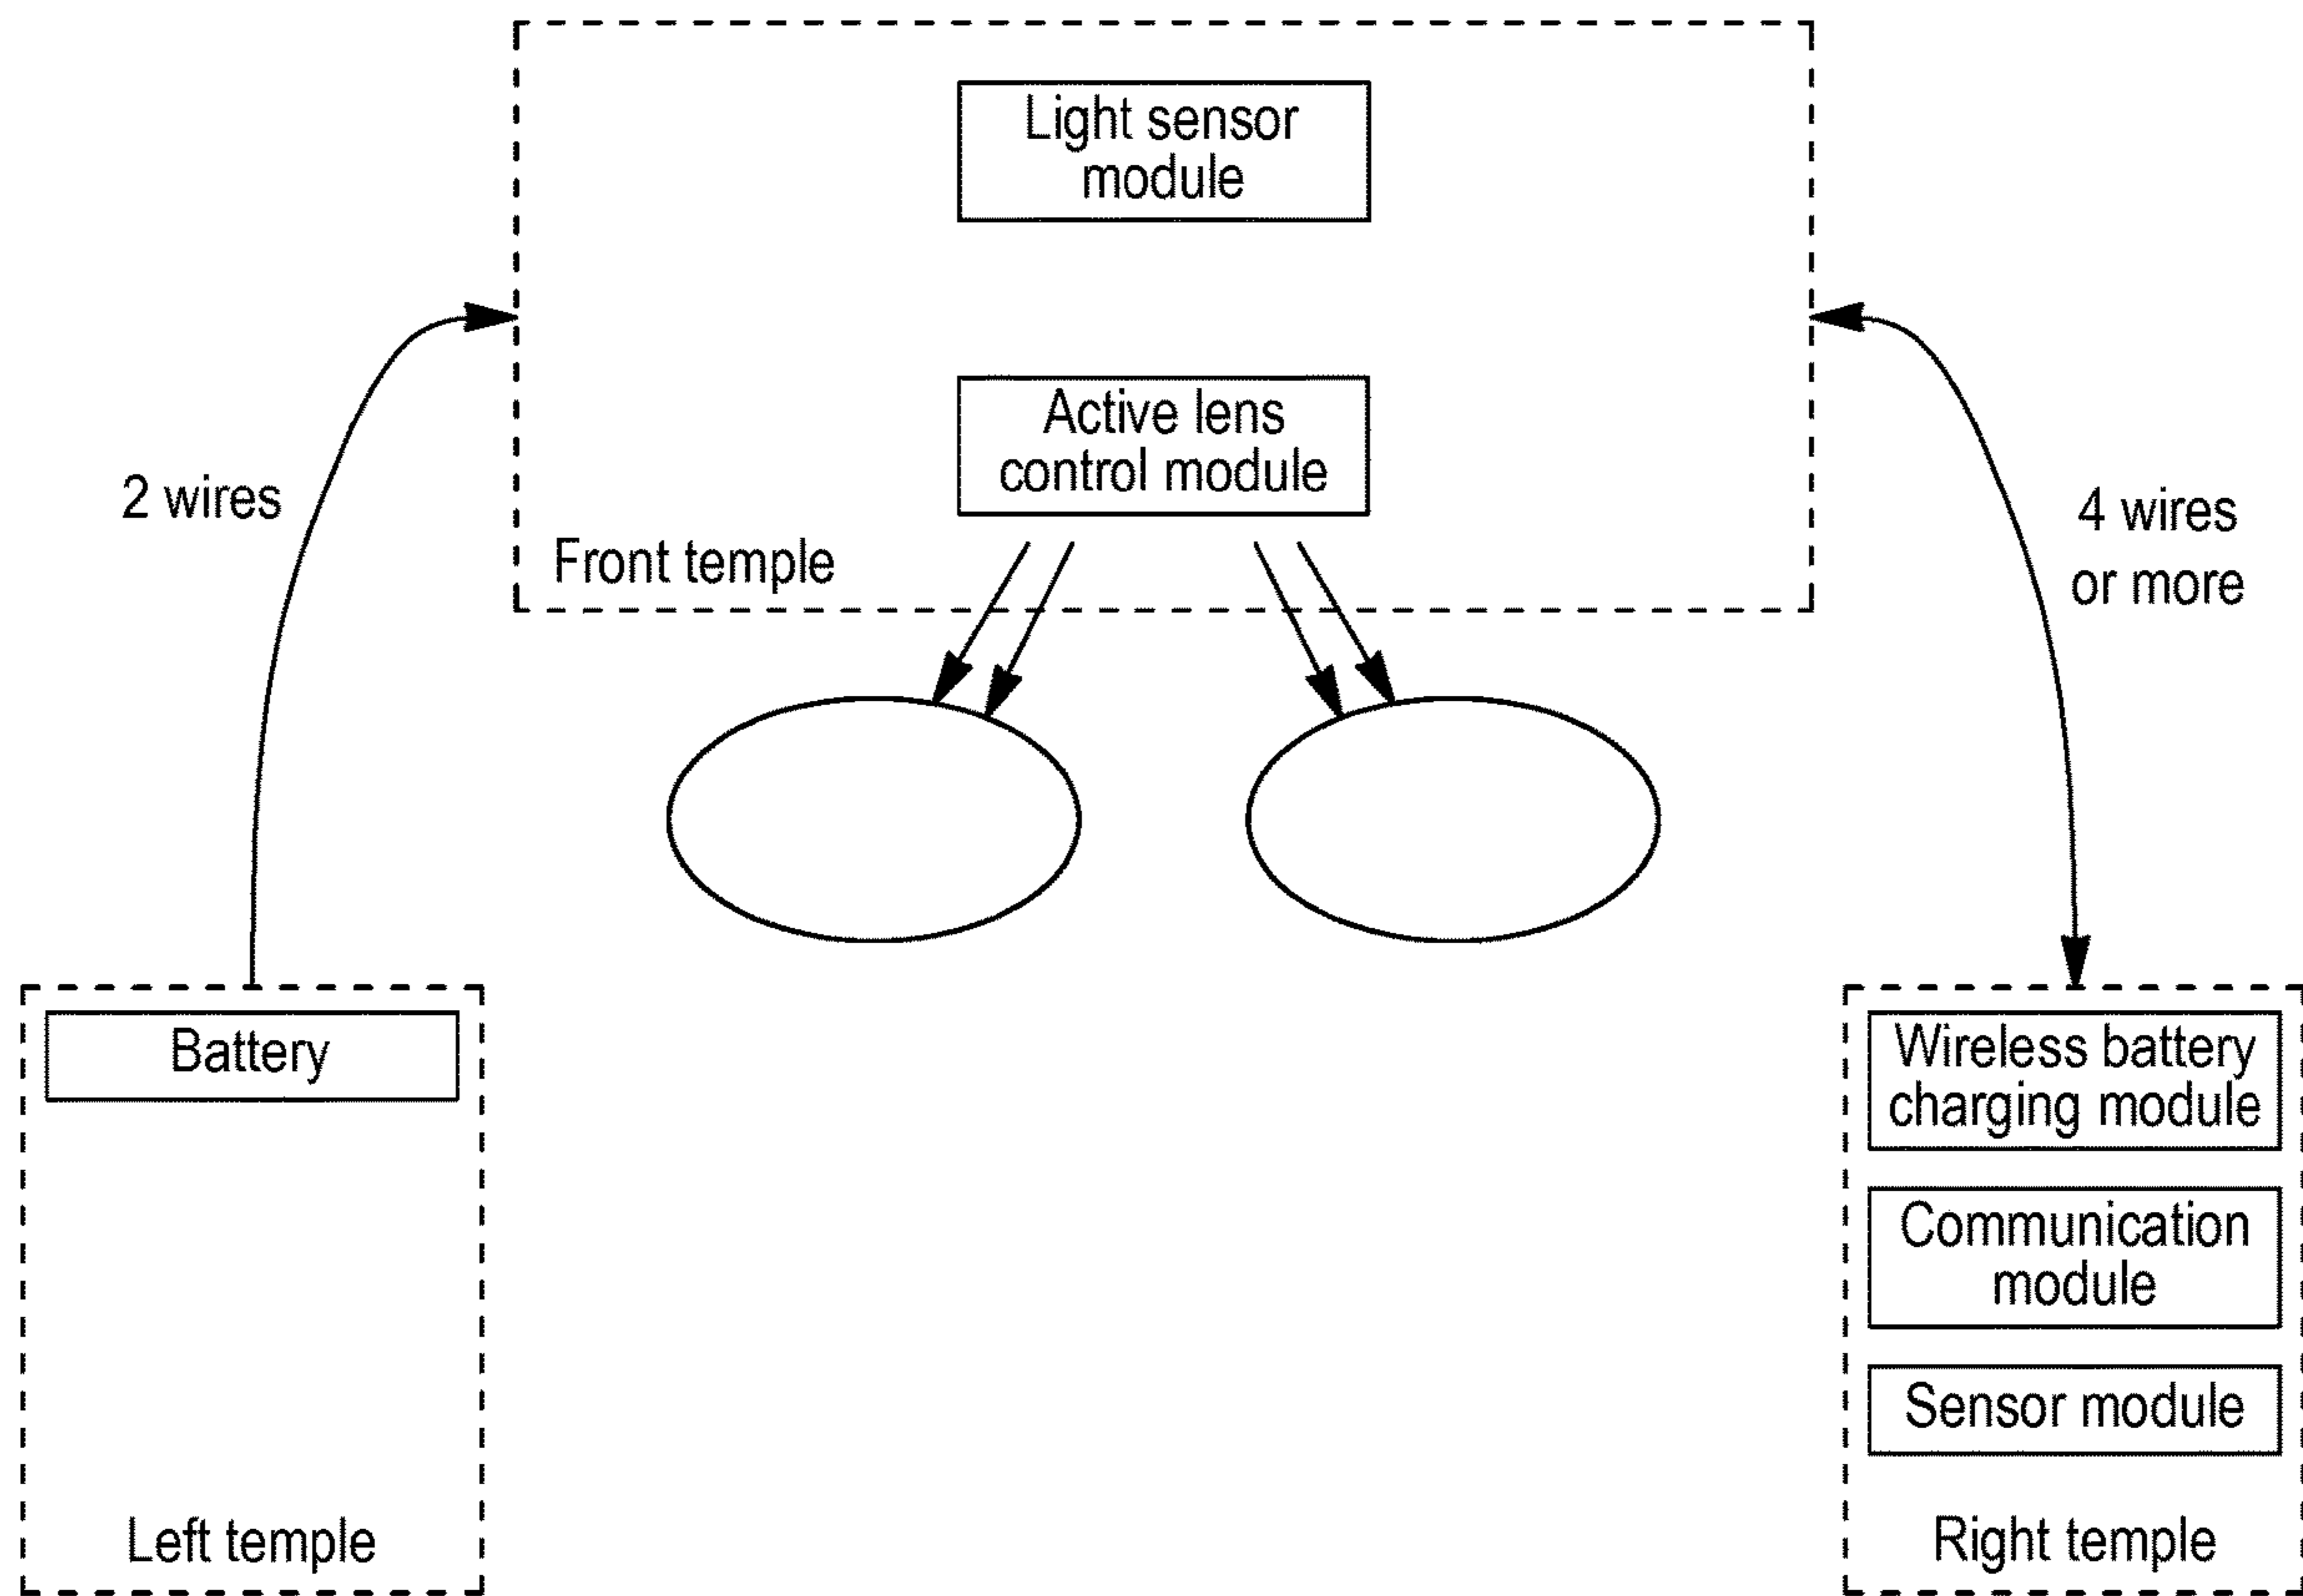 Light sensor
module
Active lens
control module
Front temple
2 wires
4 wires
or more
Battery
Left temple
Wireless battery
charging module
Communication
module
Sensor module
Right temple